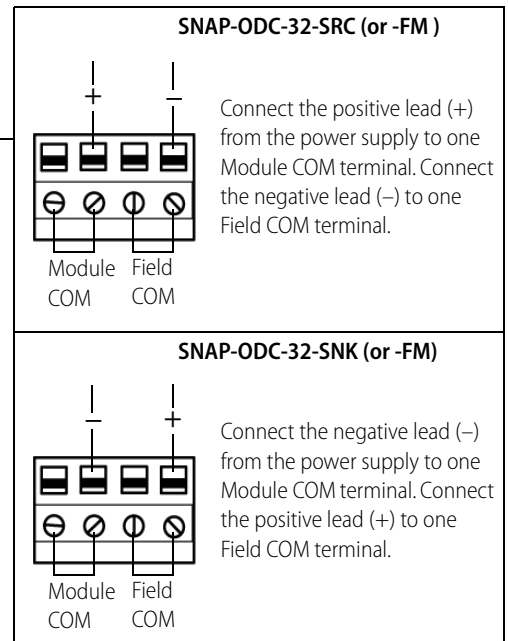 SNAP-ODC-32-SRC (or -FM )
+ –
Connect the positive lead (+)
from the power supply to one
Module COM terminal. Connect
the negative lead (–) to one
Field COM terminal.
Module Field
COM COM
SNAP-ODC-32-SNK (or -FM)
– +
Connect the negative lead (–)
from the power supply to one
Module COM terminal. Connect
the positive lead (+) to one
Field COM terminal.
Module Field
COM COM